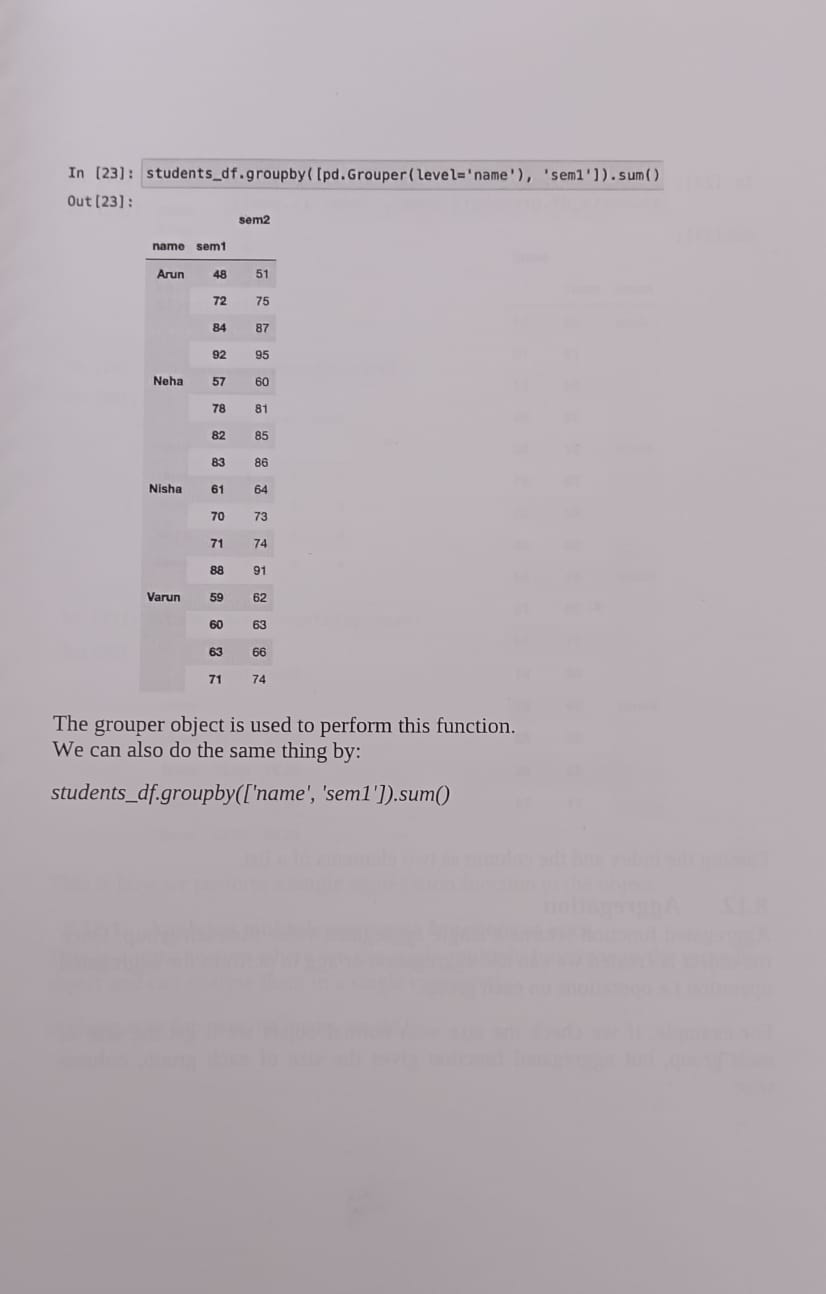 In [23]: students_df.groupby([pd.Grouper(level='name'), 'sem1']).sum()
Out[23]:
sem2
name sem1
Arun 48 51
72 75
84 87
92 95
Neha 57 60
78 81
82 85
83 86
Nisha 61 64
70 73
71 74
88 91
Varun 59 62
60 63
63 66
71 74
The grouper object is used to perform this function.
We can also do the same thing by:
students_df.groupby(['name', 'sem1']).sum()